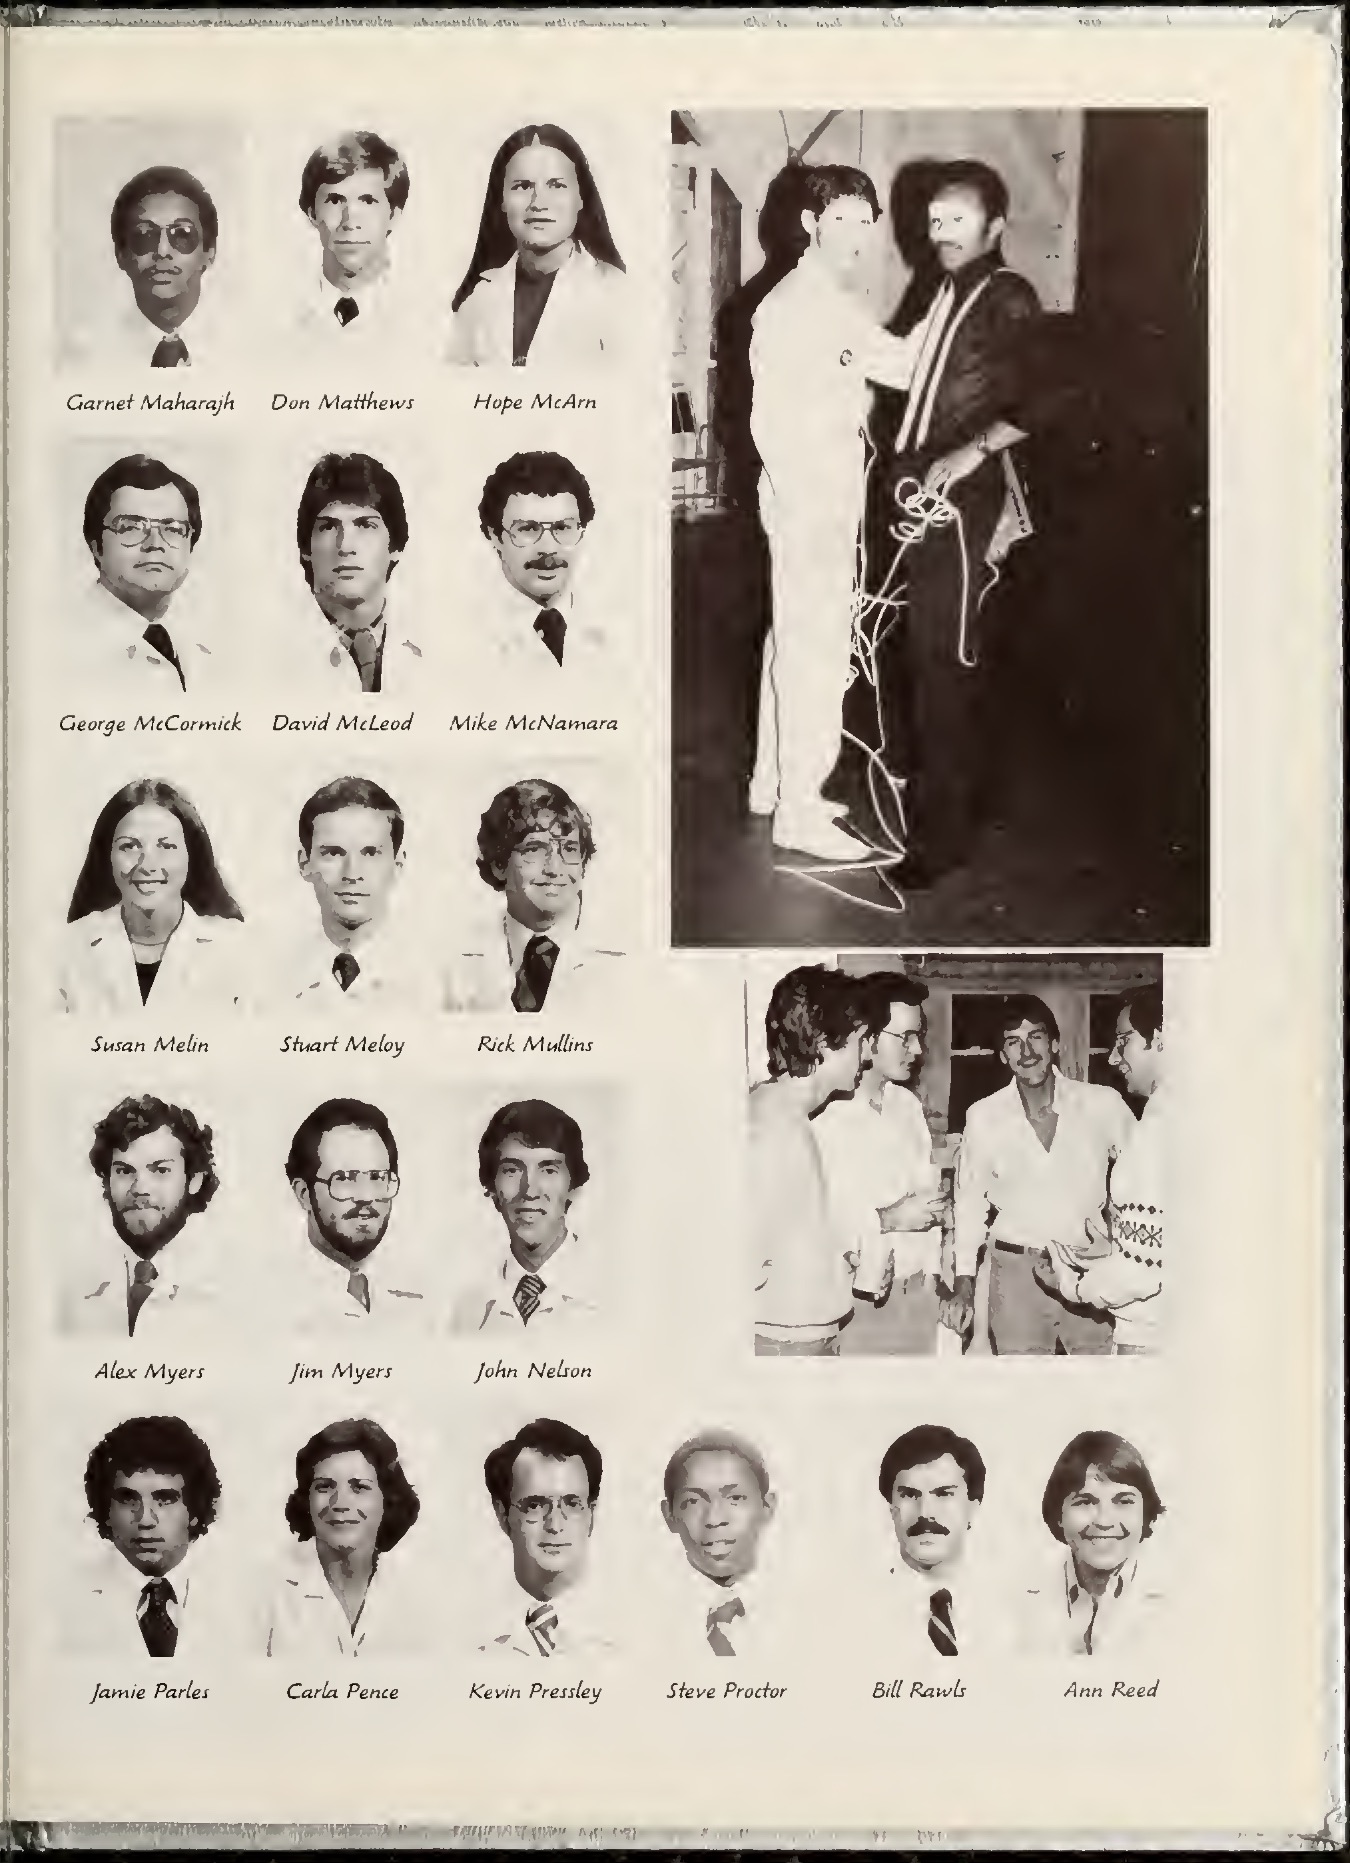 Garnet Maharajh Don Matthews Hope McArn
George McCormick David McLeod Mike McNamara
Susan Melin Stuart Meloy Rick Mullins
Alex Myers Jim Myers John Nelson
Jamie Parles Carla Pence Kevin Pressley Steve Proctor Bill Rawls Ann Reed